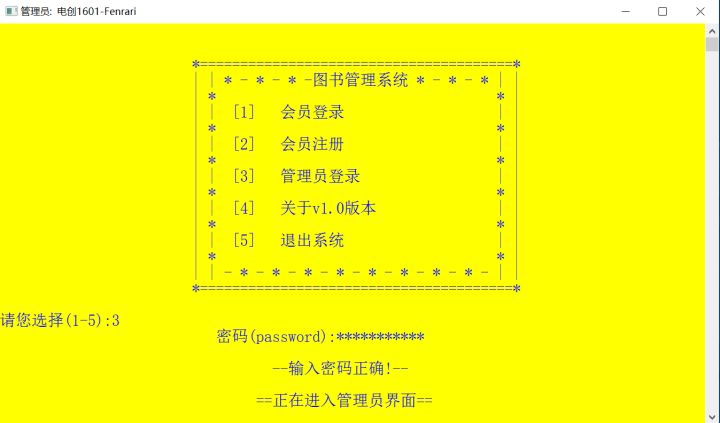 管理员: 电创1601-Fenrari
*=======================================*
| | * - * - * -图书管理系统 * - * - * | |
| * * |
| | [1] 会员登录 | |
| * * |
| | [2] 会员注册 | |
| * * |
| | [3] 管理员登录 | |
| * * |
| | [4] 关于v1.0版本 | |
| * * |
| | [5] 退出系统 | |
| * * |
| | - * - * - * - * - * - * - * - * - | |
*=======================================*
请您选择(1-5):3
密码(password):***********
--输入密码正确!--
==正在进入管理员界面==